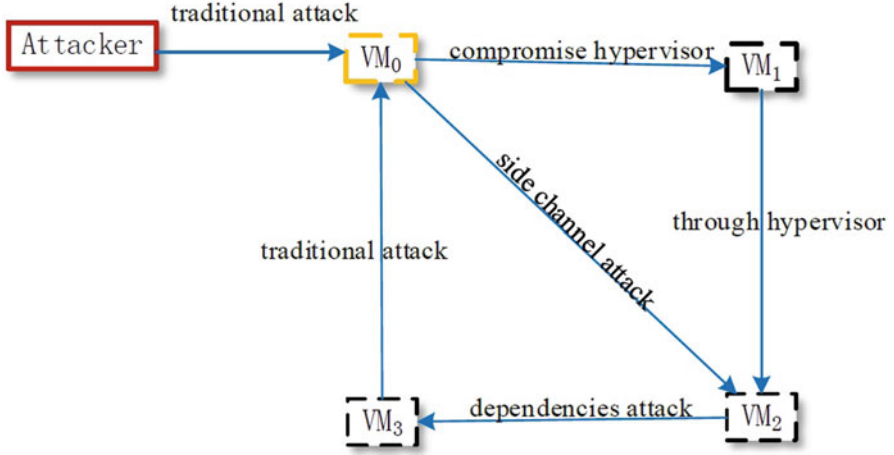 traditional attack
Attacker
VM₀
compromise hypervisor
VM₁
side channel attack
through hypervisor
traditional attack
VM₃
dependencies attack
VM₂